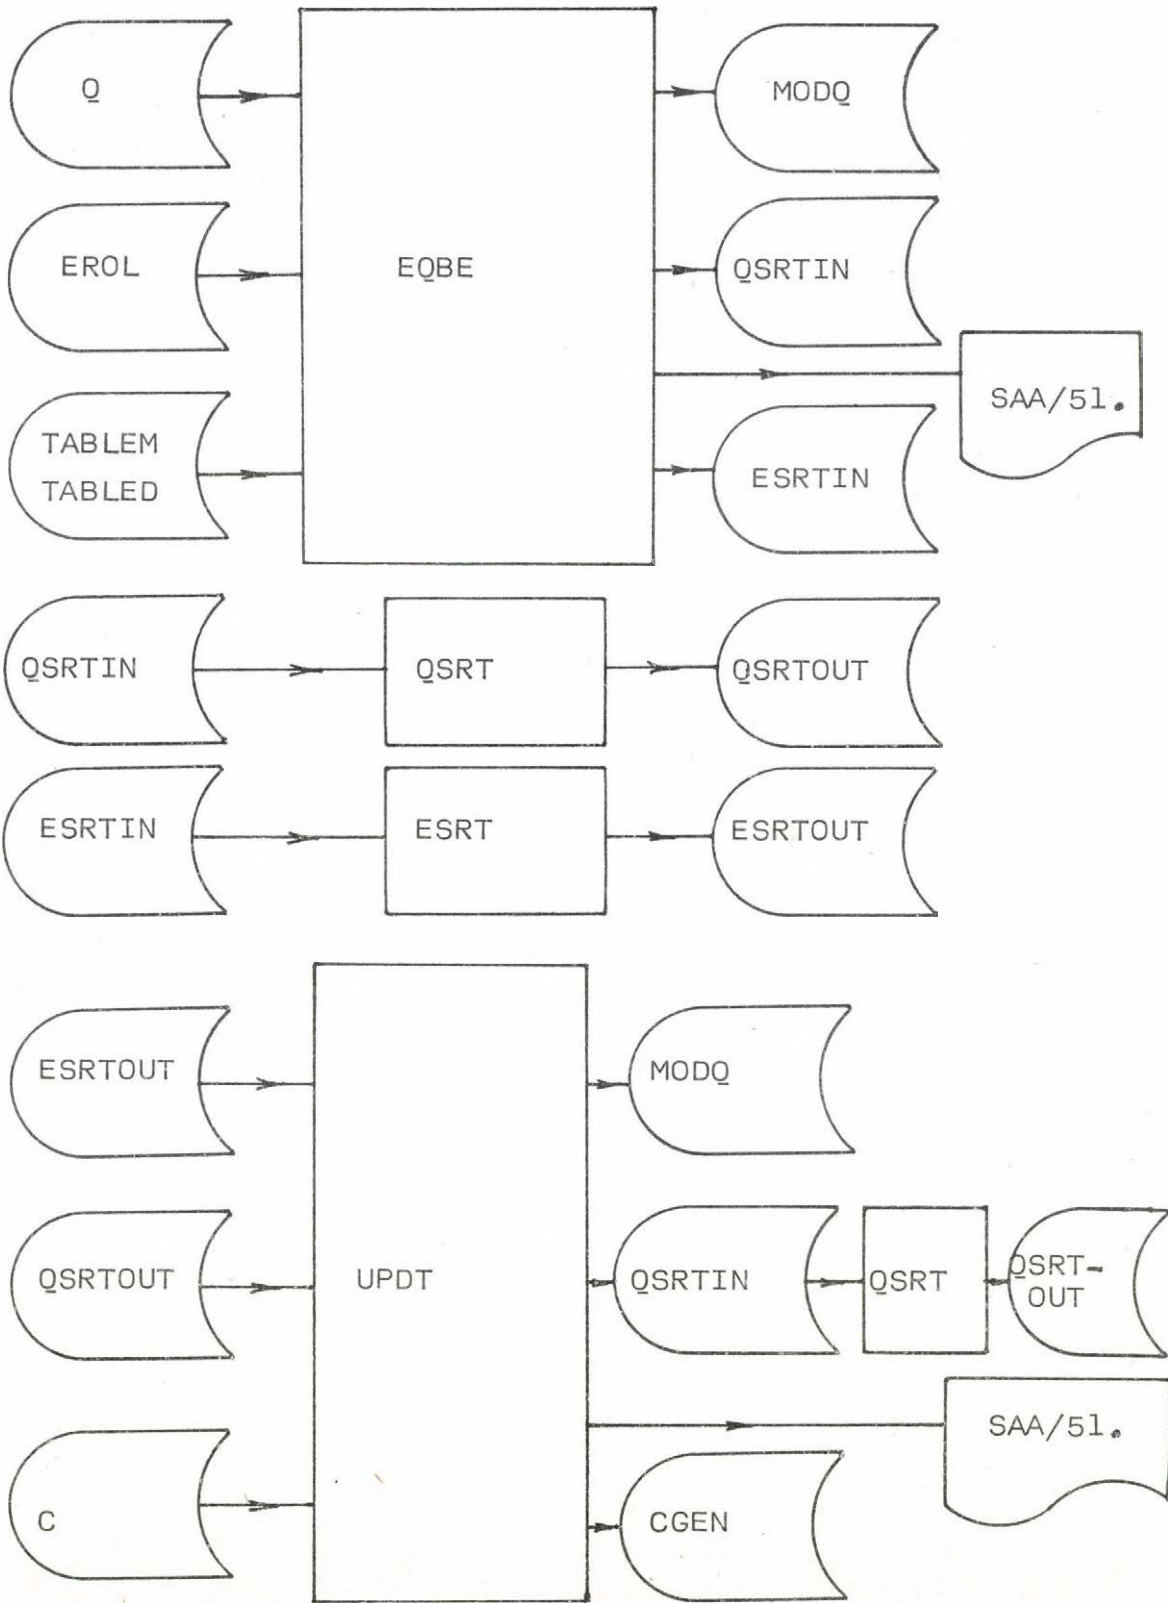 Q
MODQ
EROL
EQBE
QSRTIN
SAA/51.
TABLEM
TABLED
ESRTIN
QSRTIN
QSRT
QSRTOUT
ESRTIN
ESRT
ESRTOUT
ESRTOUT
MODQ
QSRTOUT
UPDT
QSRTIN
QSRT
QSRT-
OUT
SAA/51.
C
CGEN